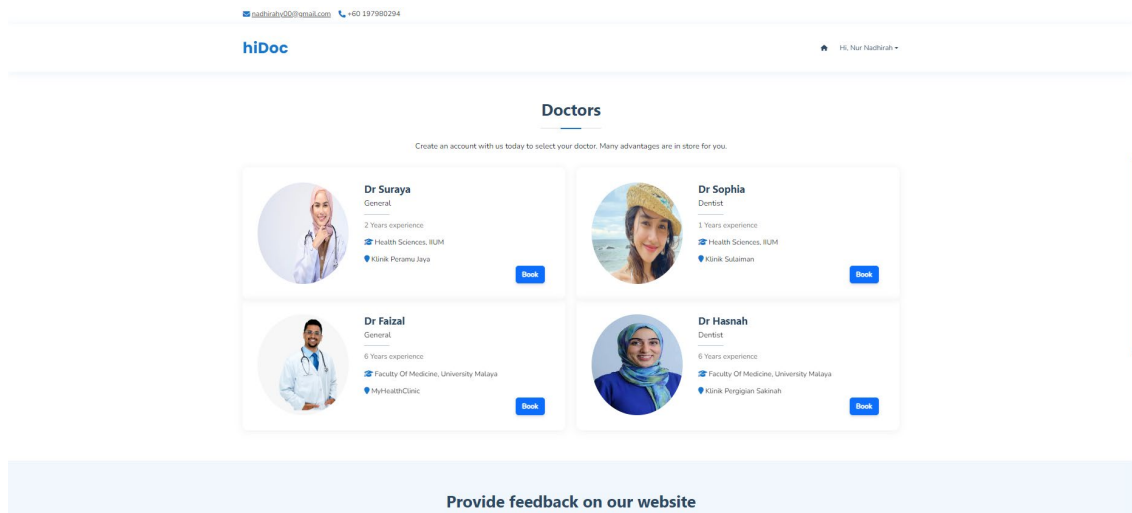 nadhirahy00@gmail.com +60 197980294
hiDoc
Hi, Nur Nadhirah
Doctors
Create an account with us today to select your doctor. Many advantages are in store for you.
Dr Suraya
General
2 Years experience
Health Sciences, IIUM
Klinik Peramu Jaya
Book
Dr Sophia
Dentist
1 Years experience
Health Sciences, IIUM
Klinik Sulaiman
Book
Dr Faizal
General
6 Years experience
Faculty Of Medicine, University Malaya
MyHealthClinic
Book
Dr Hasnah
Dentist
6 Years experience
Faculty Of Medicine, University Malaya
Klinik Pergigian Sakinah
Book
Provide feedback on our website